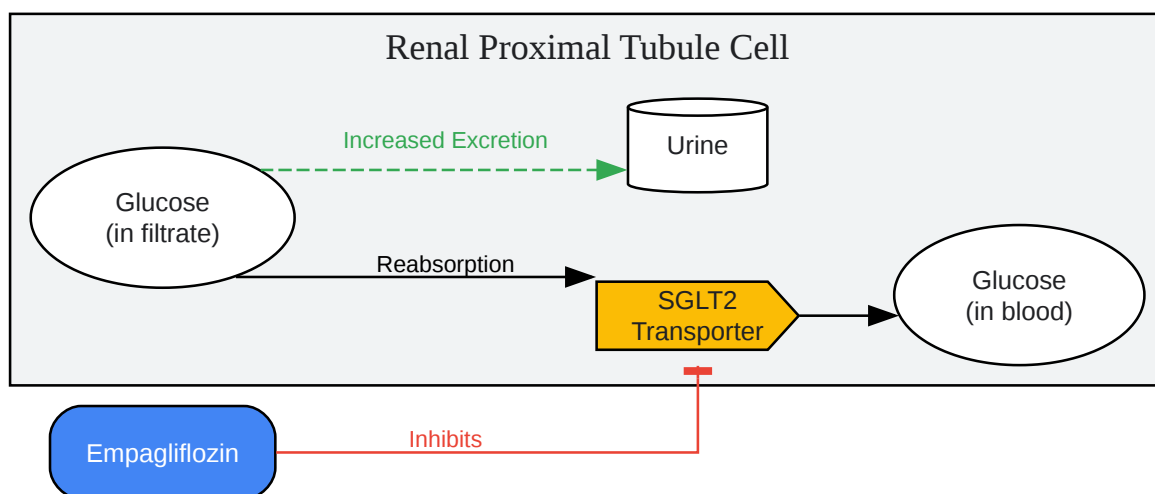 Renal Proximal Tubule Cell
Increased Excretion
Urine
Glucose
(in filtrate)
Reabsorption
SGLT2
Transporter
Glucose
(in blood)
Inhibits
Empagliflozin